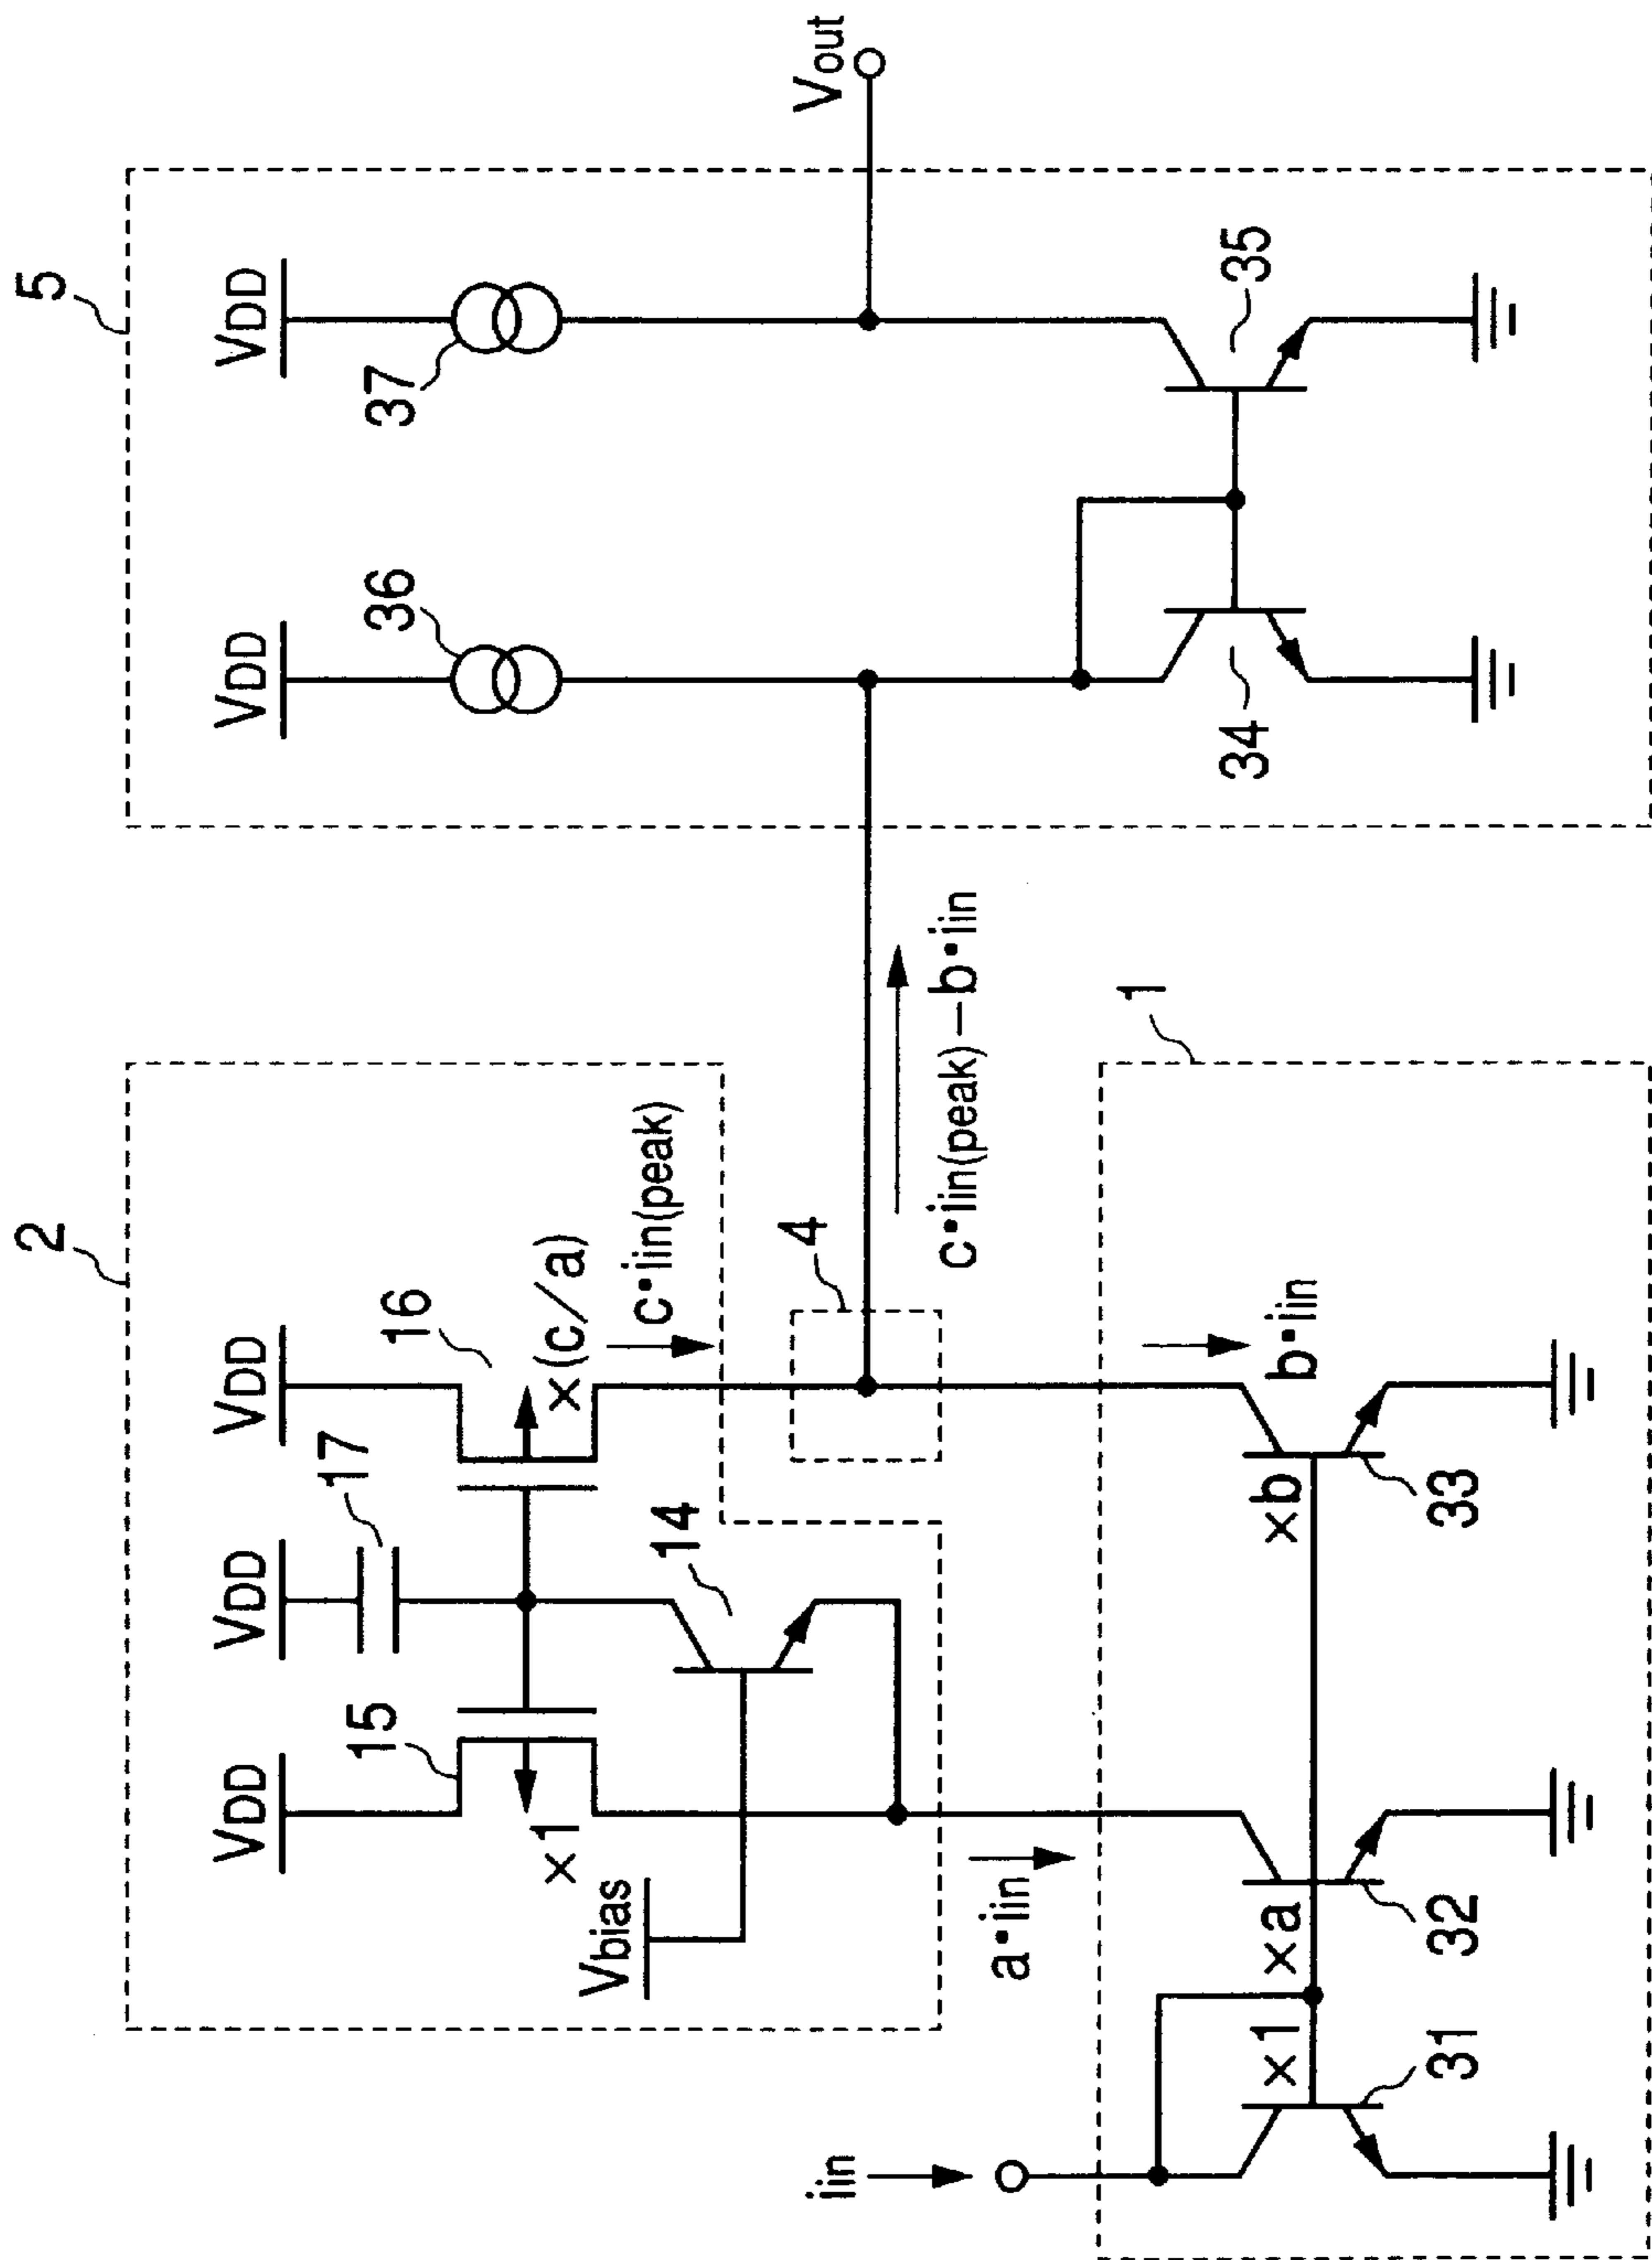 2
5
VDD
VDD
VDD
VDD
VDD
15
17
16
36
37
×1
×(c/a)
Vbias
14
c•iin(peak)
4
Vout
a•iin
c•iin(peak)−b•iin
1
iin
b•iin
×1
×a
×b
34
35
31
32
33